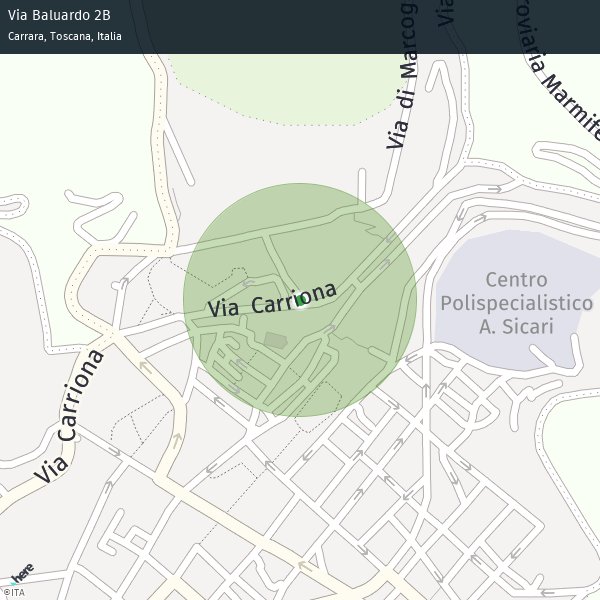 Via Baluardo 2B
Carrara, Toscana, Italia
Via di Marcog
Via
oviaria Marmife
Via Carriona
Centro
Polispecialistico
A. Sicari
Via Carriona
here
©ITA